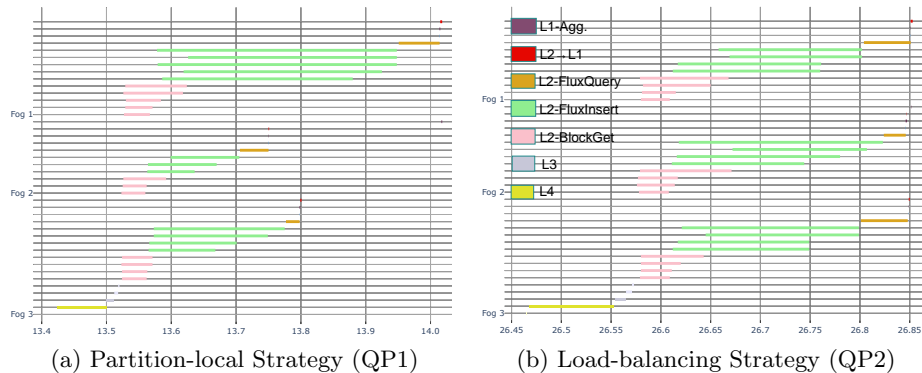 L1-Agg.
L2→L1
L2-FluxQuery
L2-FluxInsert
L2-BlockGet
L3
L4
Fog 1
Fog 2
Fog 3
13.4 13.5 13.6 13.7 13.8 13.9 14.0
Fog 1
Fog 2
Fog 3
26.45 26.5 26.55 26.6 26.65 26.7 26.75 26.8 26.85
(a) Partition-local Strategy (QP1)
(b) Load-balancing Strategy (QP2)